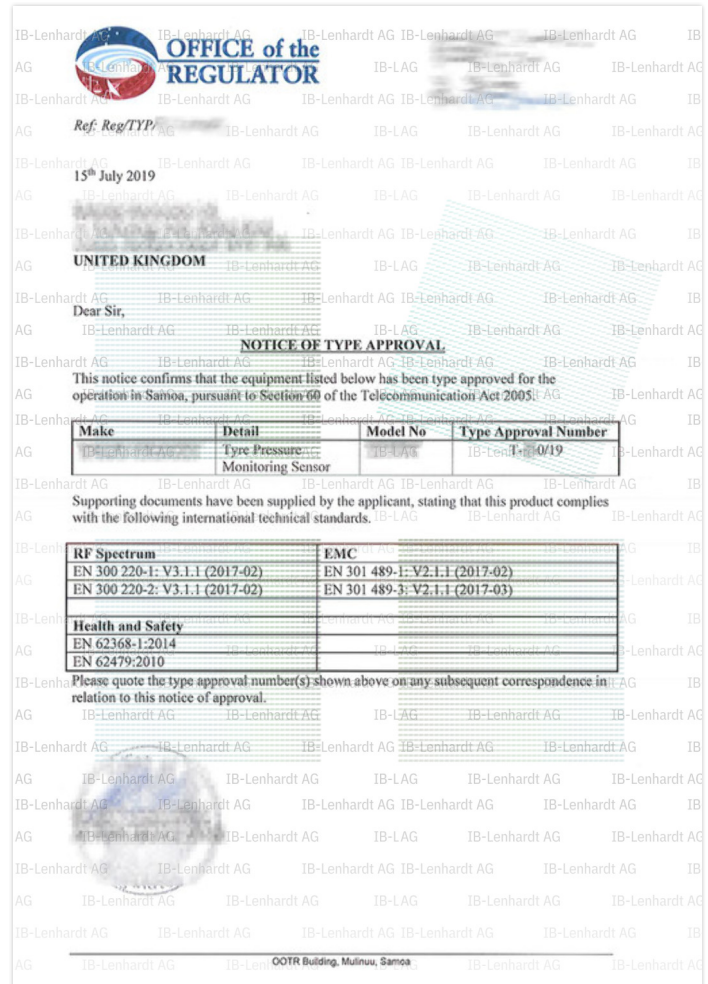 OFFICE of the
REGULATOR
Ref: Reg/TYP/
15th July 2019
UNITED KINGDOM
Dear Sir,
NOTICE OF TYPE APPROVAL
This notice confirms that the equipment listed below has been type approved for the
operation in Samoa, pursuant to Section 60 of the Telecommunication Act 2005.
Make Detail Model No Type Approval Number
Tyre Pressure T- 0/19
Monitoring Sensor
Supporting documents have been supplied by the applicant, stating that this product complies
with the following international technical standards.
RF Spectrum EMC
EN 300 220-1: V3.1.1 (2017-02) EN 301 489-1: V2.1.1 (2017-02)
EN 300 220-2: V3.1.1 (2017-02) EN 301 489-3: V2.1.1 (2017-03)
Health and Safety
EN 62368-1:2014
EN 62479:2010
Please quote the type approval number(s) shown above on any subsequent correspondence in
relation to this notice of approval.
OOTR Building, Mulinuu, Samoa
IB-Lenhardt AG